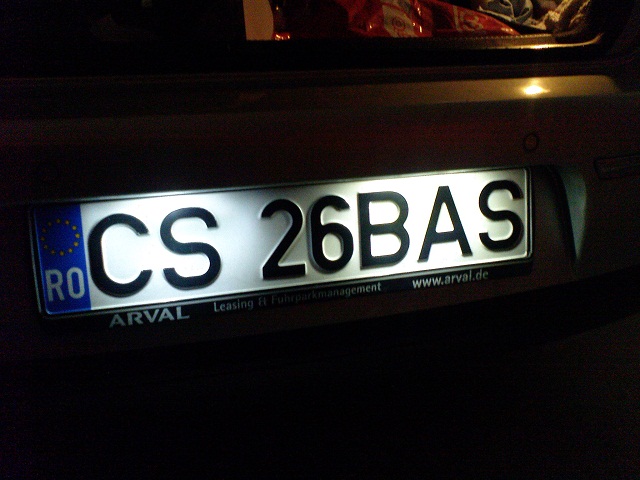 RO CS 26BAS
ARVAL Leasing & Fuhrparkmanagement www.arval.de